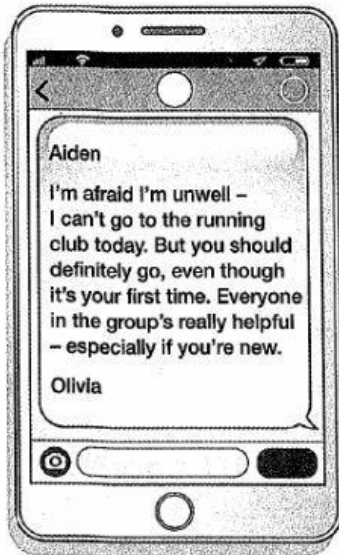 Aiden
I'm afraid I'm unwell –
I can't go to the running
club today. But you should
definitely go, even though
it's your first time. Everyone
in the group's really helpful
– especially if you're new.
Olivia